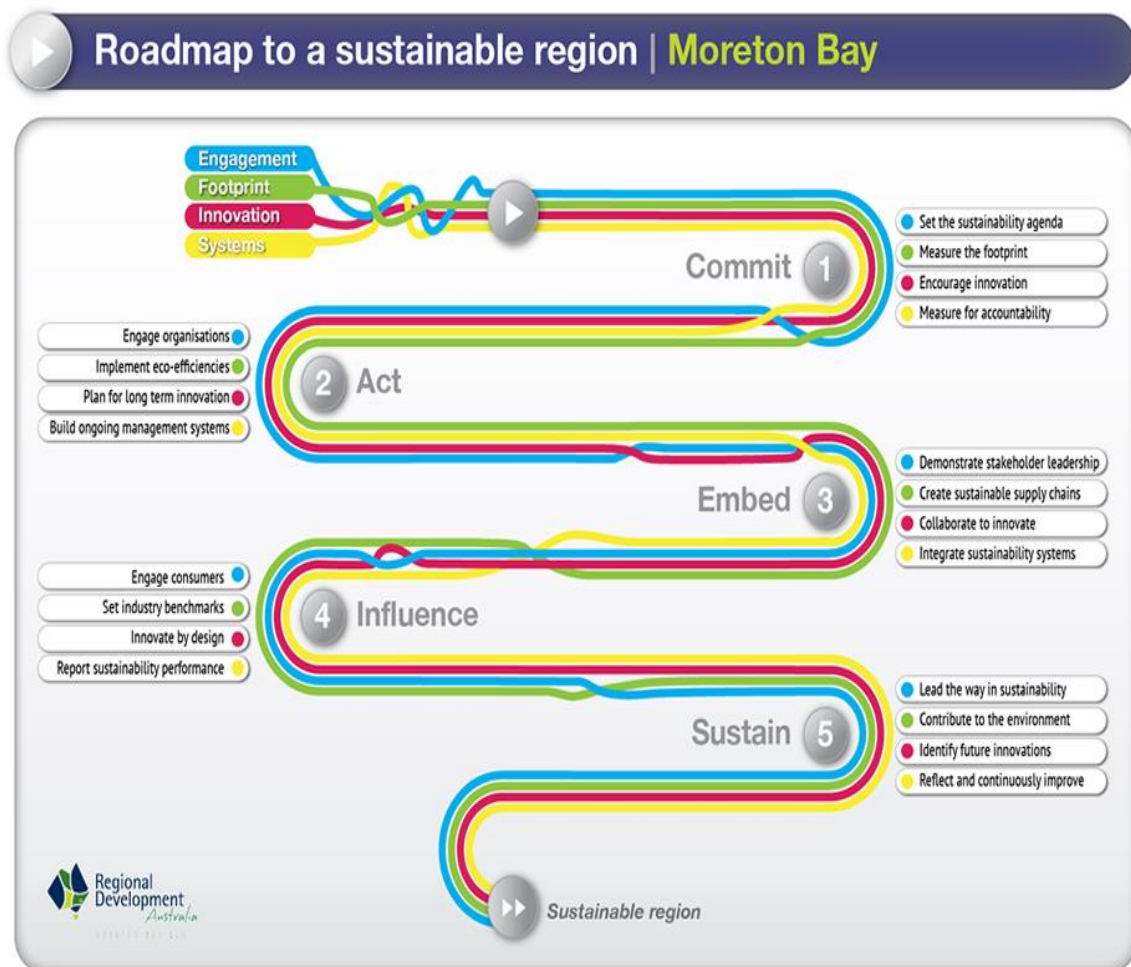 Roadmap to a sustainable region | Moreton Bay
Engagement
Footprint
Innovation
Systems
Commit 1
Set the sustainability agenda
Measure the footprint
Encourage innovation
Measure for accountability
Engage organisations
Implement eco-efficiencies
Plan for long term innovation
Build ongoing management systems
2 Act
Embed 3
Demonstrate stakeholder leadership
Create sustainable supply chains
Collaborate to innovate
Integrate sustainability systems
Engage consumers
Set industry benchmarks
Innovate by design
Report sustainability performance
4 Influence
Sustain 5
Lead the way in sustainability
Contribute to the environment
Identify future innovations
Reflect and continuously improve
Regional
Development
Australia
Sustainable region